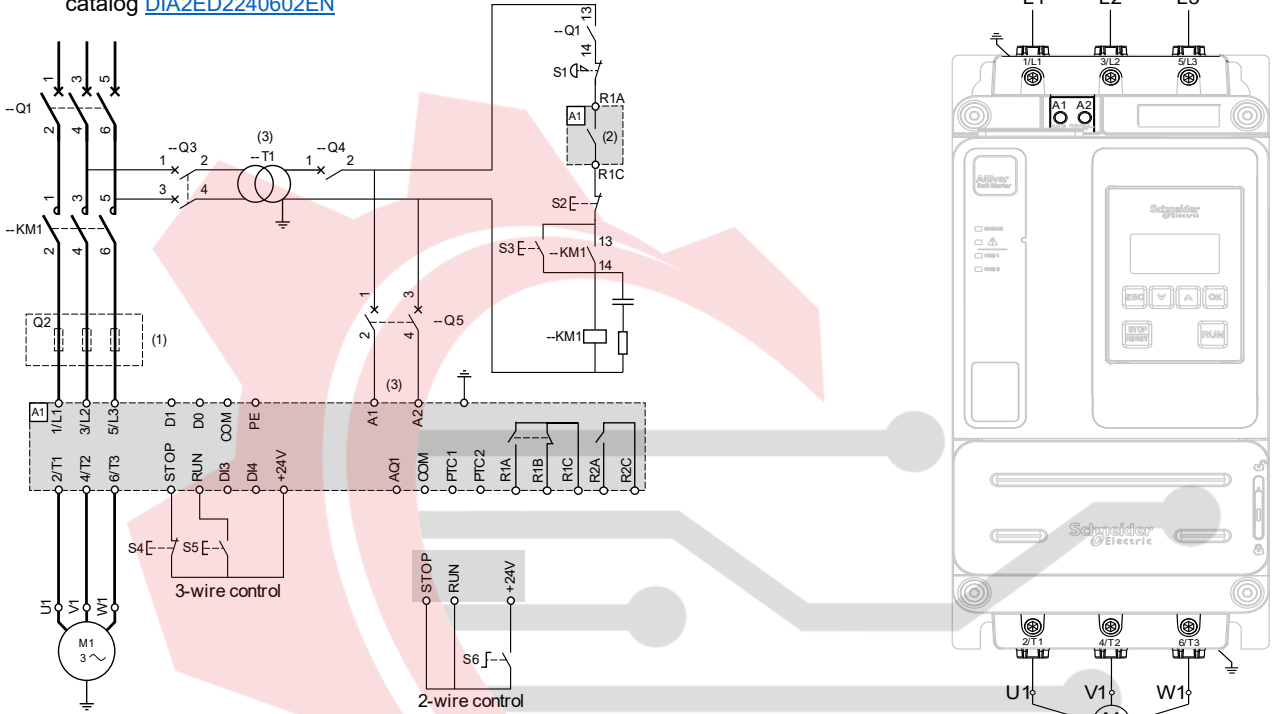 catalog DIA2ED2240602EN
1 3 5
--Q1
2 4 6
(3)
--Q3
1 2
3 4
--T1
--Q4
1 2
1 3 5
--KM1
2 4 6
Q2
(1)
1 3
--Q5
2 4
(3)
13
--Q1
14
S1
R1A
A1
(2)
R1C
S2
S3
--KM1
13
14
--KM1
A1
1/L1 3/L2 5/L3 D1 D0 COM PE A1 A2
2/T1 4/T2 6/T3 STOP RUN DI3 DI4 +24V AQ1 COM PTC1 PTC2 R1A R1B R1C R2A R2C
S4 S5
3-wire control
U1 V1 W1
M1
3
STOP RUN +24V
S6
2-wire control
1/L1 3/L2 5/L3
A1 A2
Altivar
Soft Starter
COM1
COM2
Schneider
Electric
ESC OK
STOP
RESET
RUN
Schneider
Electric
2/T1 4/T2 6/T3
U1 V1 W1